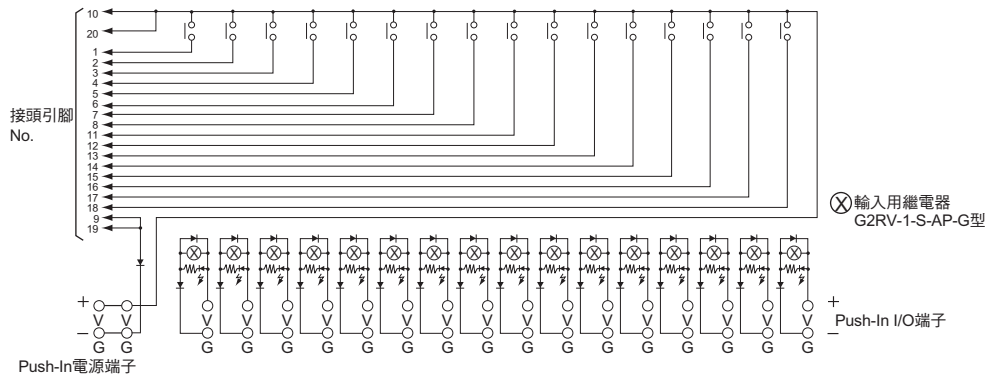 10
20
1
2
3
4
5
6
7
8
11
12
13
14
15
16
17
18
9
19
接頭引腳
No.
X 輸入用繼電器
G2RV-1-S-AP-G型
X X X X X X X X X X X X X X X X
+ +
V V V V V V V V V V V V V V V V V V
Push-In I/O端子
− −
G G G G G G G G G G G G G G G G G G
Push-In電源端子